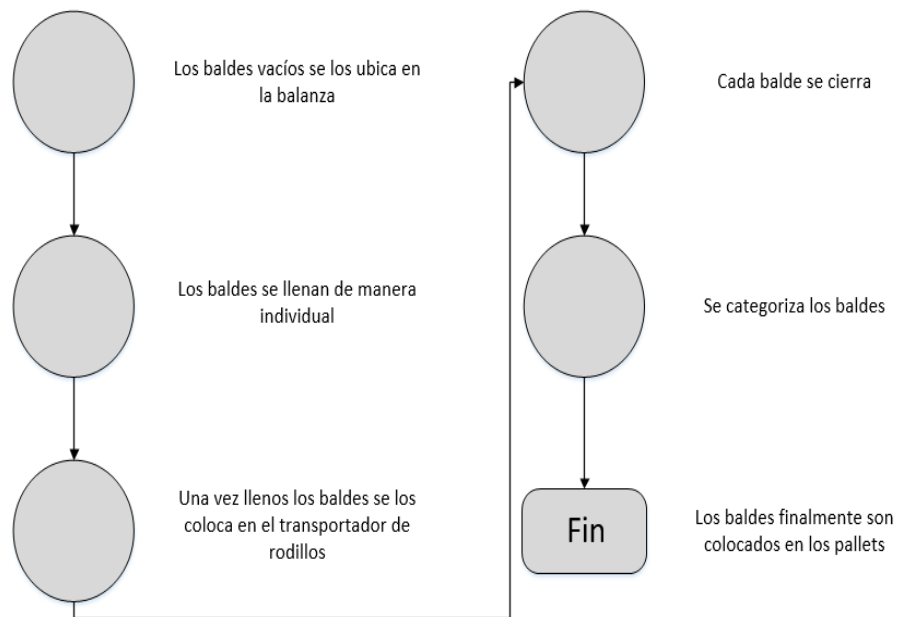 Los baldes vacíos se los ubica en
la balanza
Los baldes se llenan de manera
individual
Una vez llenos los baldes se los
coloca en el transportador de
rodillos
Cada balde se cierra
Se categoriza los baldes
Fin
Los baldes finalmente son
colocados en los pallets